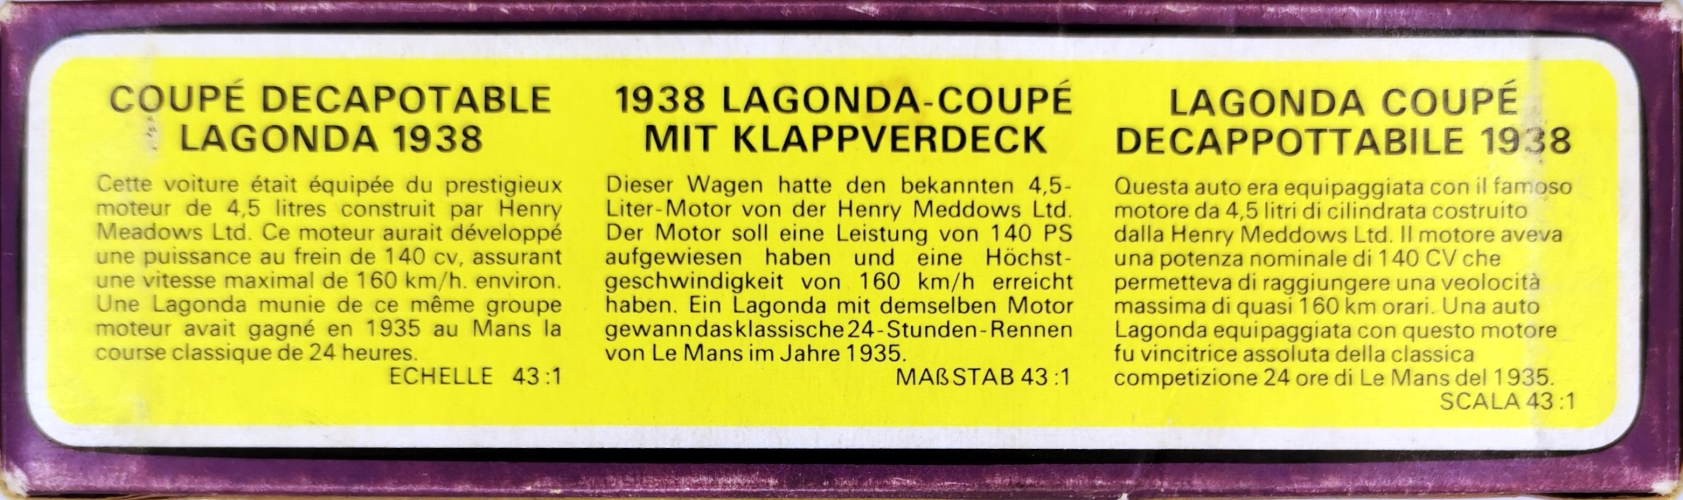 COUPÉ DECAPOTABLE
LAGONDA 1938
Cette voiture était équipée du prestigieux
moteur de 4,5 litres construit par Henry
Meadows Ltd. Ce moteur aurait développé
une puissance au frein de 140 cv, assurant
une vitesse maximal de 160 km/h. environ.
Une Lagonda munie de ce même groupe
moteur avait gagné en 1935 au Mans la
course classique de 24 heures.
ECHELLE 43:1
1938 LAGONDA-COUPÉ
MIT KLAPPVERDECK
Dieser Wagen hatte den bekannten 4,5-
Liter-Motor von der Henry Meddows Ltd.
Der Motor soll eine Leistung von 140 PS
aufgewiesen haben und eine Höchst-
geschwindigkeit von 160 km/h erreicht
haben. Ein Lagonda mit demselben Motor
gewann das klassische 24-Stunden-Rennen
von Le Mans im Jahre 1935.
MAßSTAB 43:1
LAGONDA COUPÉ
DECAPPOTTABILE 1938
Questa auto era equipaggiata con il famoso
motore da 4,5 litri di cilindrata costruito
dalla Henry Meddows Ltd. Il motore aveva
una potenza nominale di 140 CV che
permetteva di raggiungere una veolocità
massima di quasi 160 km orari. Una auto
Lagonda equipaggiata con questo motore
fu vincitrice assoluta della classica
competizione 24 ore di Le Mans del 1935.
SCALA 43:1